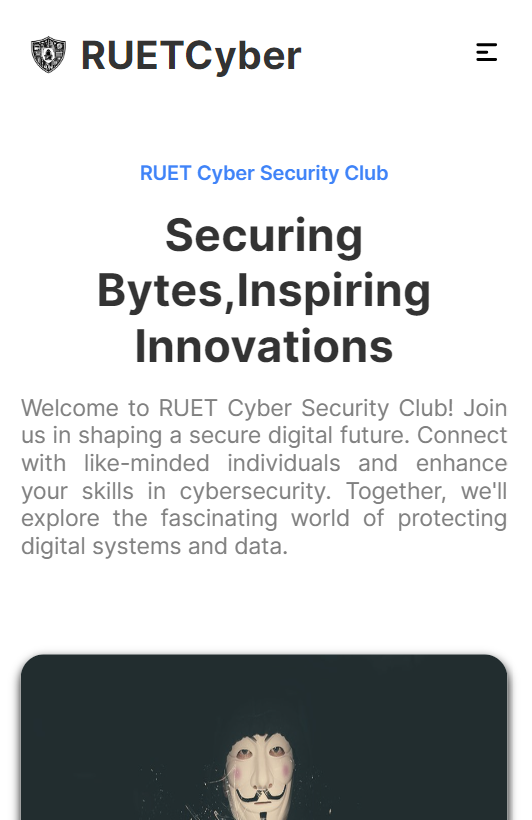 RUETCyber
RUET Cyber Security Club
Securing
Bytes,Inspiring
Innovations
Welcome to RUET Cyber Security Club! Join
us in shaping a secure digital future. Connect
with like-minded individuals and enhance
your skills in cybersecurity. Together, we'll
explore the fascinating world of protecting
digital systems and data.